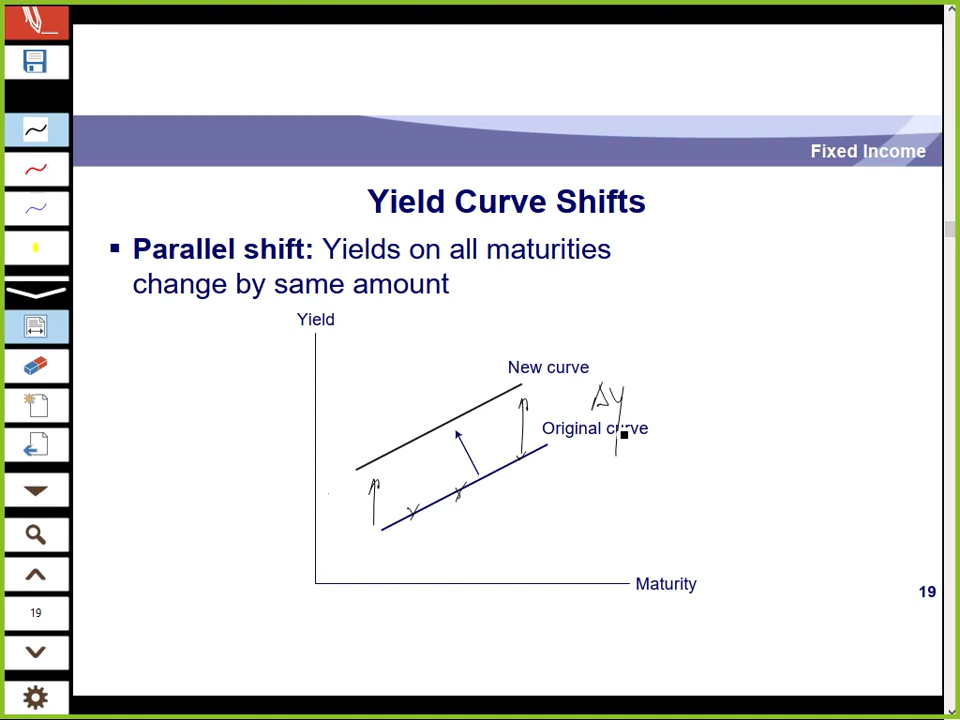 Fixed Income
Yield Curve Shifts
▪ Parallel shift: Yields on all maturities
change by same amount
Yield
New curve
Δy
Original curve
Maturity
19
19